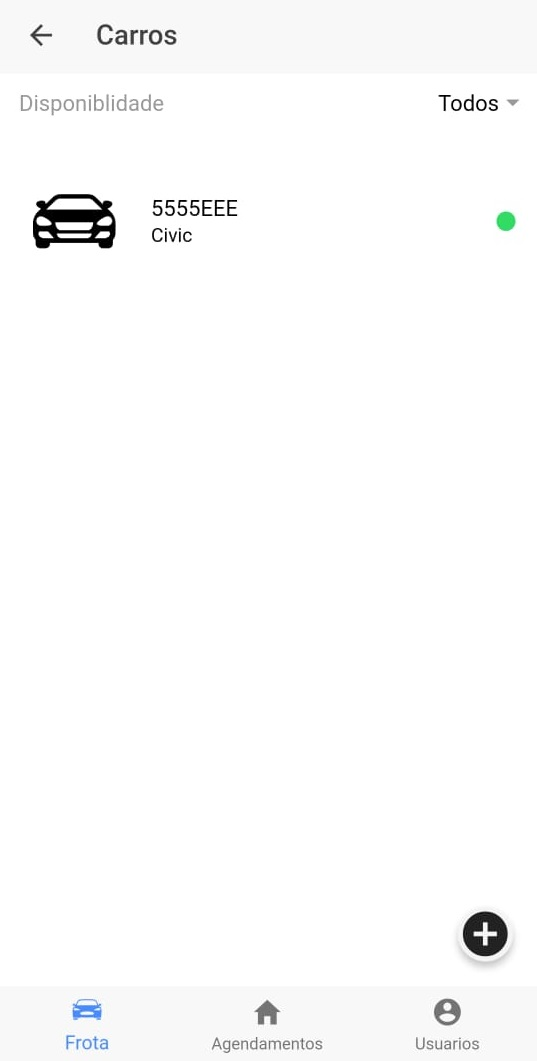 Carros
Disponiblidade Todos
5555EEE
Civic
Frota Agendamentos Usuarios